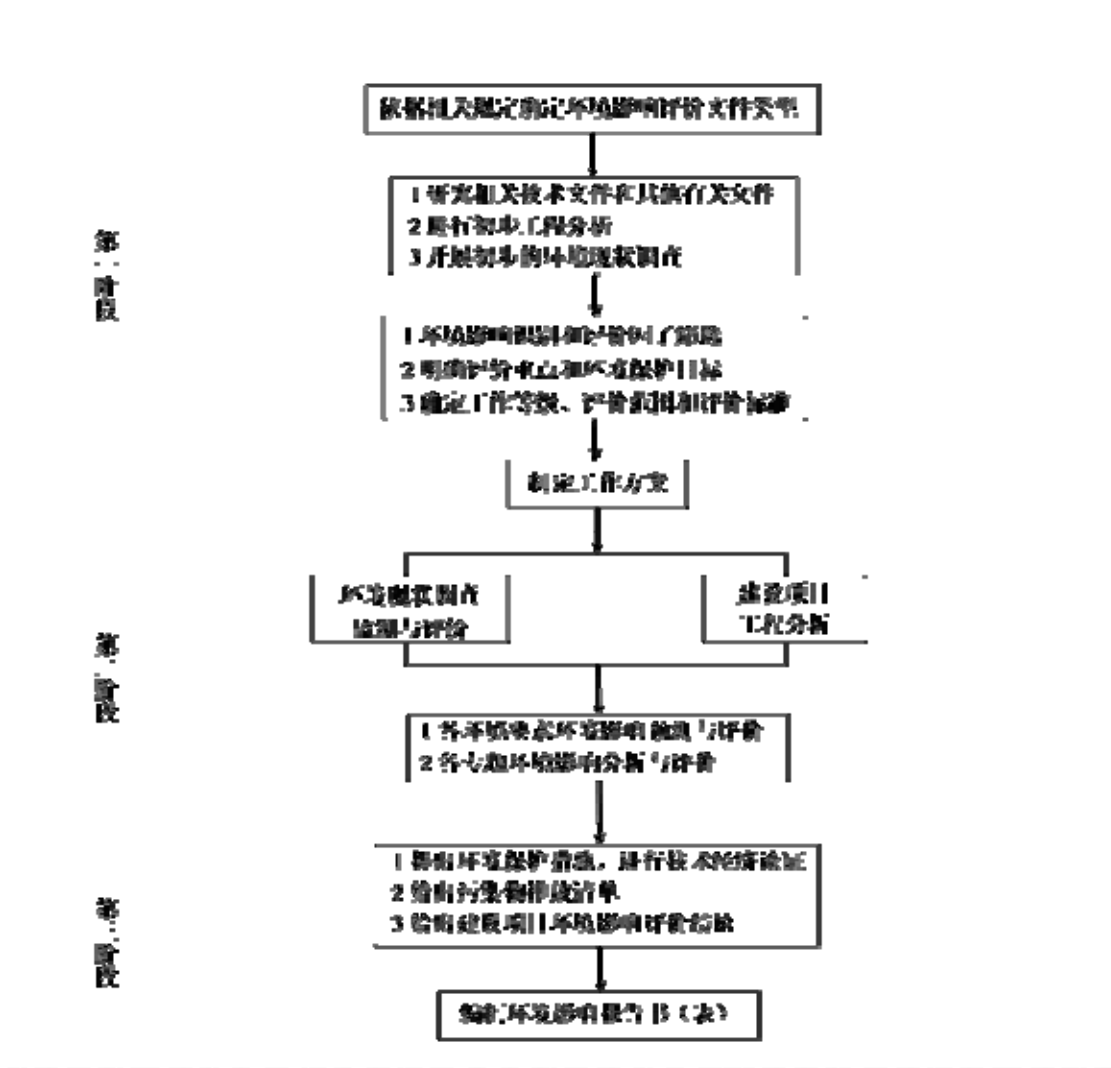 依据相关规定确定环境影响评价文件类型
1 研究相关技术文件和其他有关文件
2 进行初步工程分析
3 开展初步的环境现状调查
第一阶段
1 环境影响识别和评价因子筛选
2 明确评价重点和环境保护目标
3 确定工作等级、评价范围和评价标准
制定工作方案
环境现状调查
监测与评价
建设项目
工程分析
第二阶段
1 各环境要素环境影响预测与评价
2 各专题环境影响分析与评价
1 提出环境保护措施，进行技术经济论证
2 给出污染物排放清单
3 给出建设项目环境影响评价结论
第三阶段
编制环境影响报告书（表）